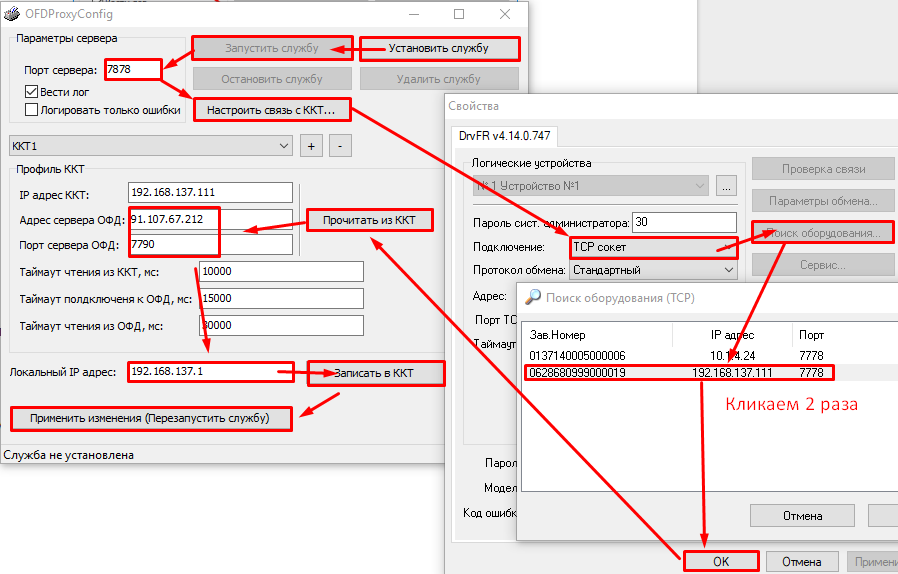 OFDProxyConfig
Параметры сервера
Порт сервера: 7878
Вести лог
Логировать только ошибки
Запустить службу
Установить службу
Остановить службу
Удалить службу
Настроить связь с ККТ...
ККТ1
+
-
Профиль ККТ
IP адрес ККТ: 192.168.137.111
Адрес сервера ОФД: 91.107.67.212
Порт сервера ОФД: 7790
Прочитать из ККТ
Таймаут чтения из ККТ, мс: 10000
Таймаут полдключеня к ОФД, мс: 15000
Таймаут чтения из ОФД, мс: 30000
Локальный IP адрес: 192.168.137.1
Записать в ККТ
Применить изменения (Перезапустить службу)
Служба не установлена
Свойства
DrvFR v4.14.0.747
Логические устройства
№ 1 Устройство №1
...
Пароль сист. администратора: 30
Подключение: TCP сокет
Протокол обмена: Стандартный
Адрес:
Порт TC
Таймаут
Парол
Модел
Код ошибк
Проверка связи
Параметры обмена...
Поиск оборудования...
Сервис...
Поиск оборудования (TCP)
Зав.Номер IP адрес Порт
0137140005000006 10.1.4.24 7778
0628680999000019 192.168.137.111 7778
Кликаем 2 раза
Отмена
OK
Отмена
Примени